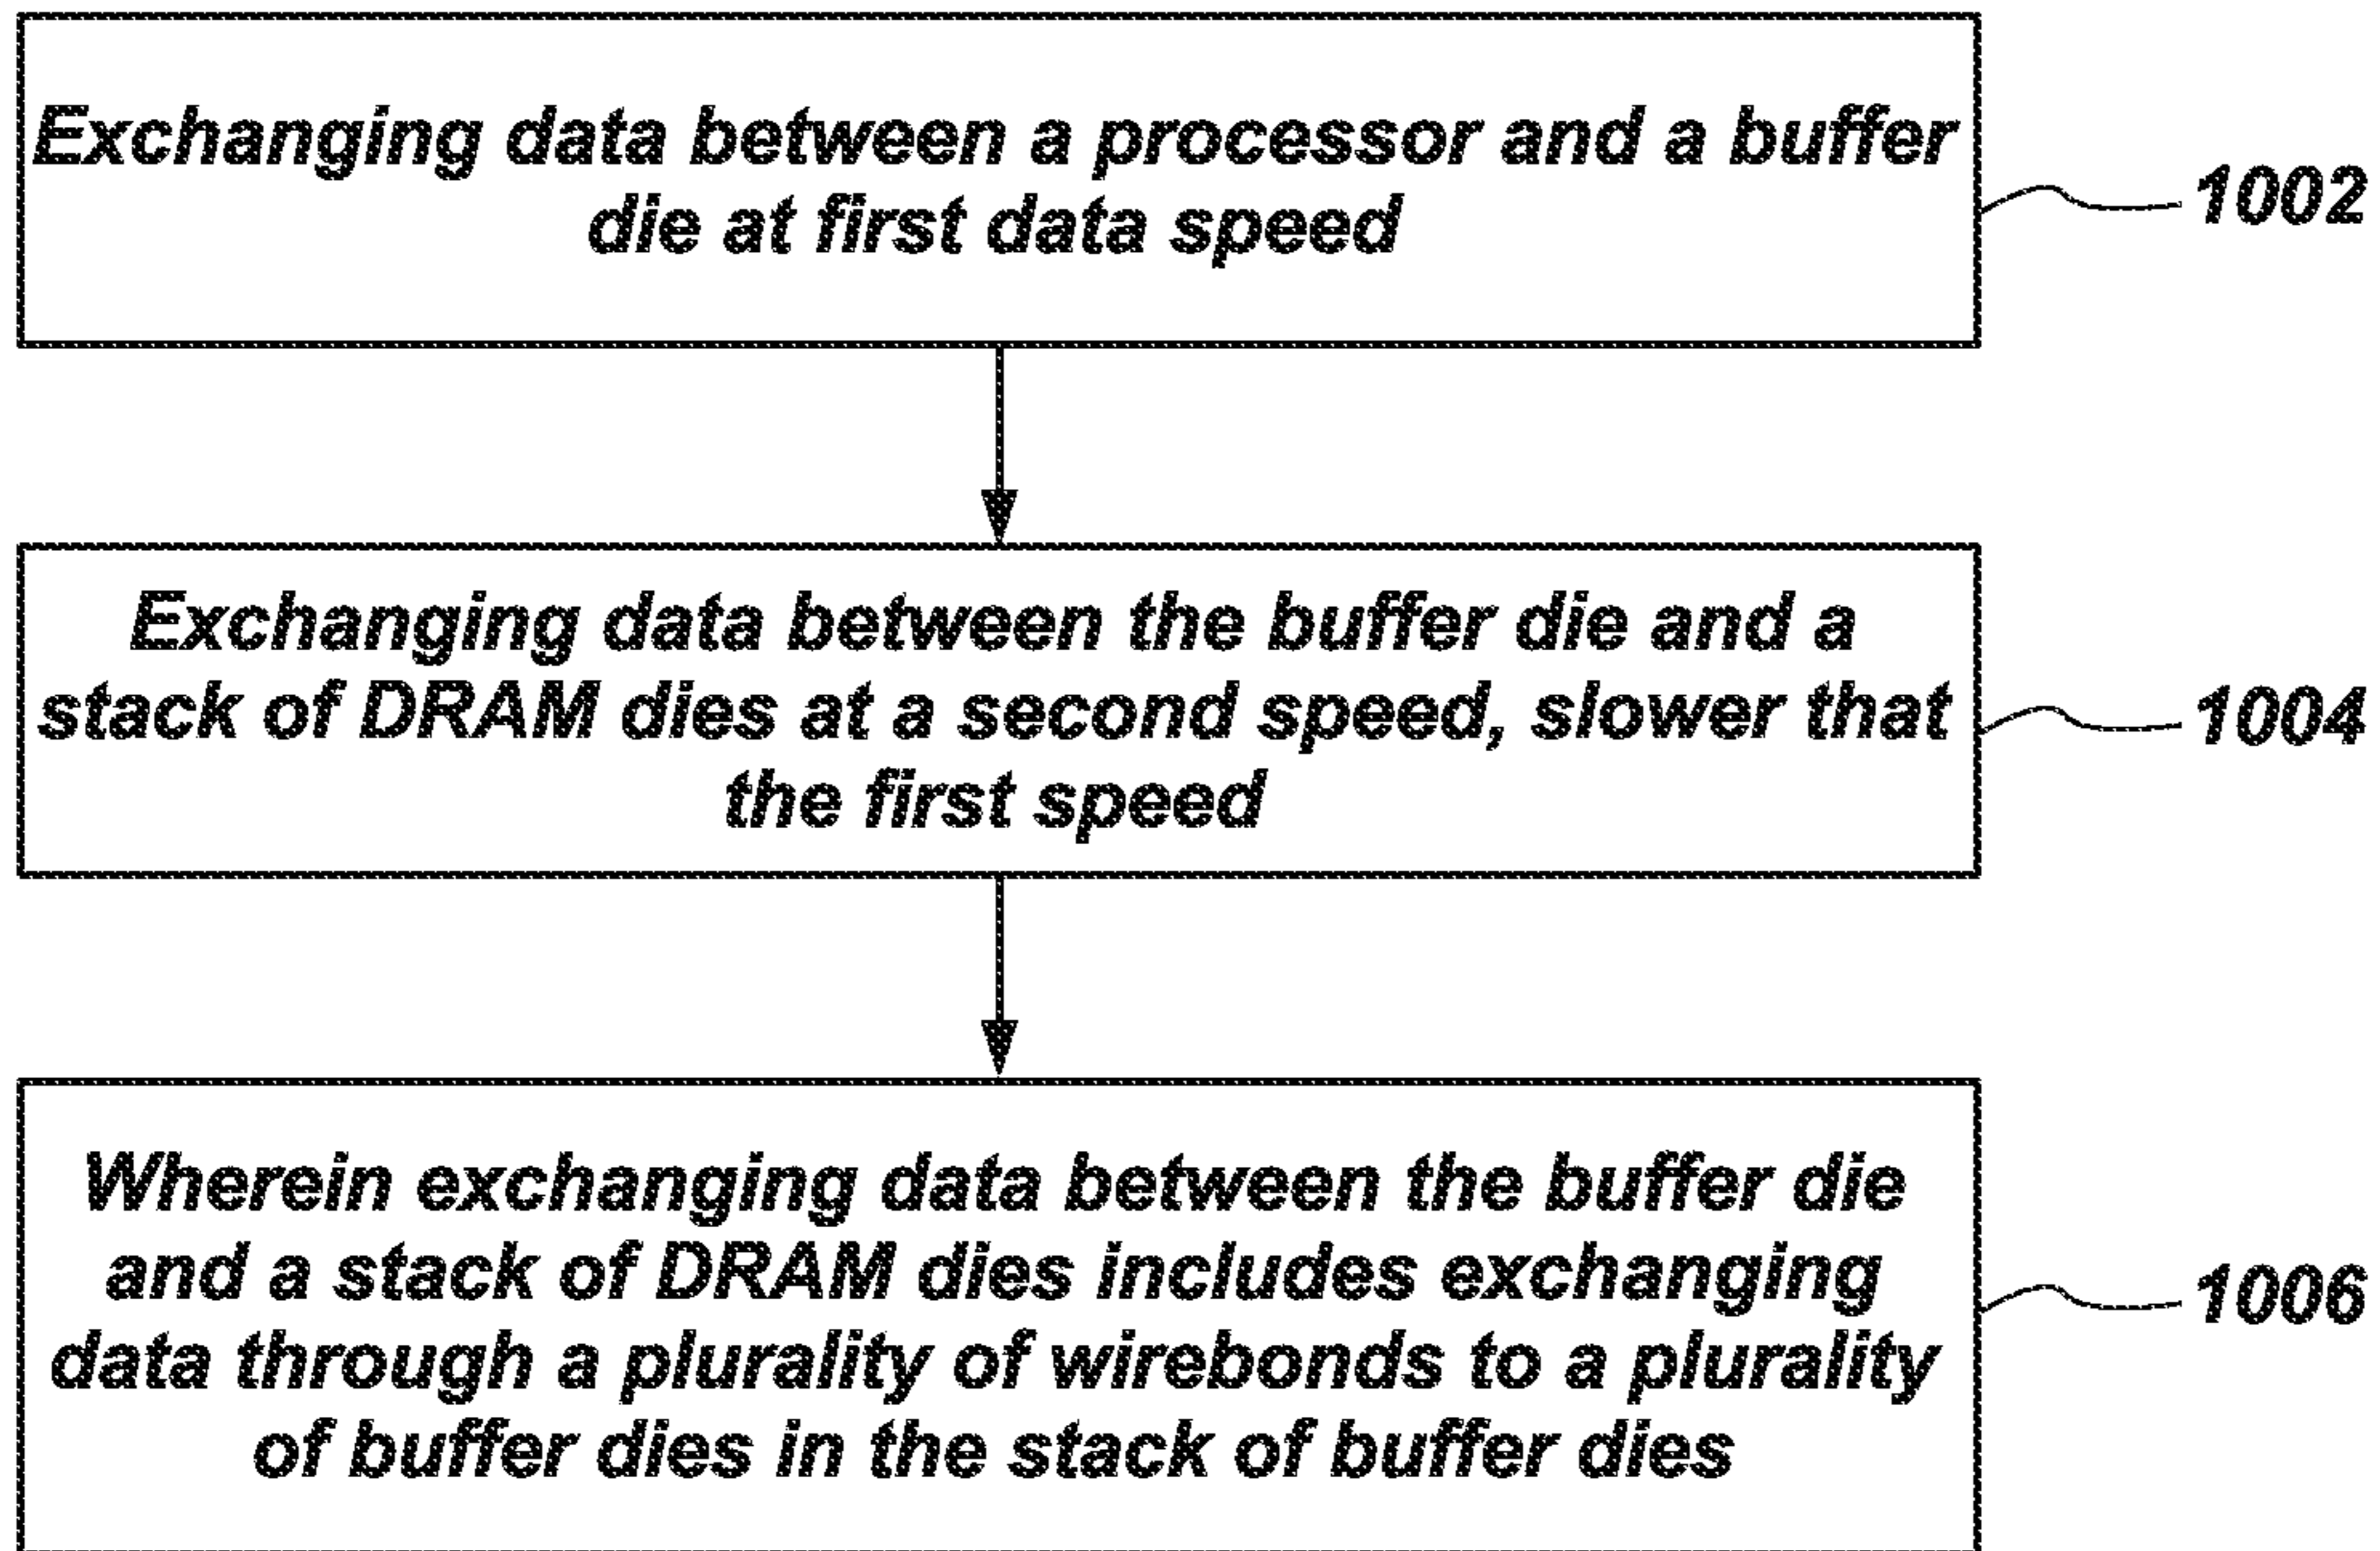 Exchanging data between a processor and a buffer
die at first data speed
1002
Exchanging data between the buffer die and a
stack of DRAM dies at a second speed, slower that
the first speed
1004
Wherein exchanging data between the buffer die
and a stack of DRAM dies includes exchanging
data through a plurality of wirebonds to a plurality
of buffer dies in the stack of buffer dies
1006